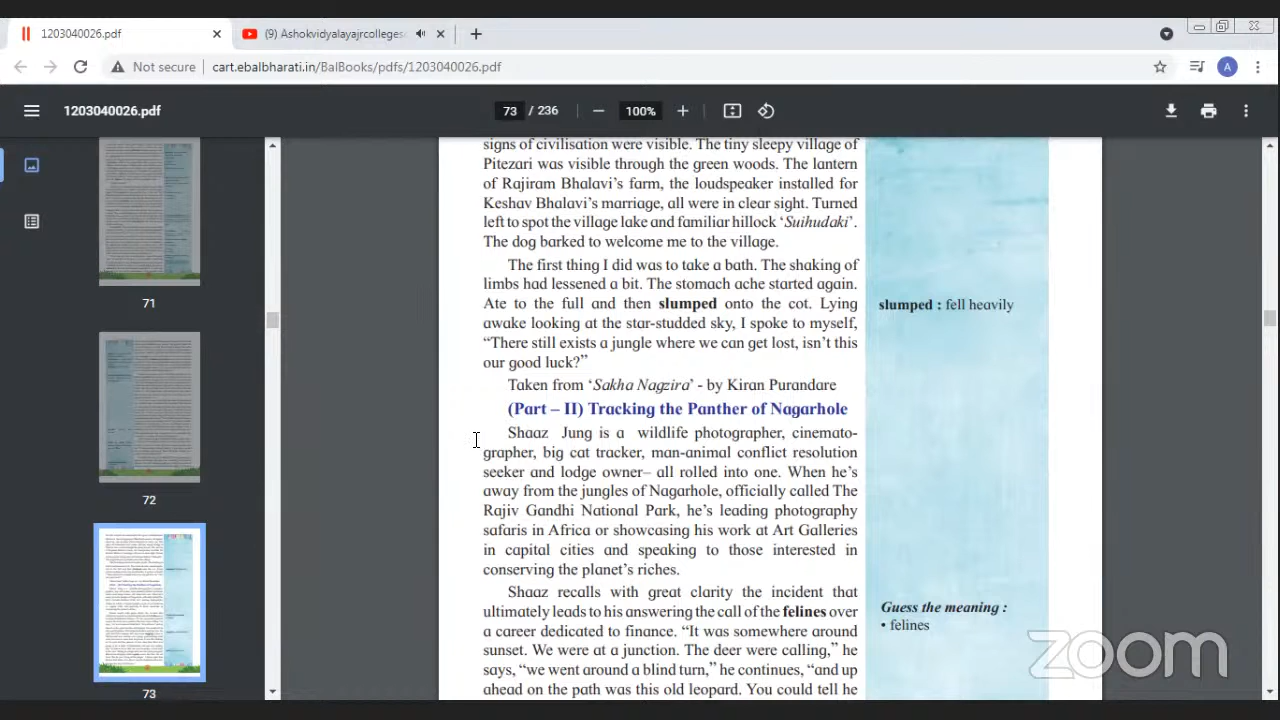 1203040026.pdf
(9) Ashokvidyalayajrcolleges
Not secure
cart.ebalbharati.in/BalBooks/pdfs/1203040026.pdf
A
1203040026.pdf
73 / 236
100%
71
72
73
signs of civilisation were visible. The tiny sleepy village of
Pitezari was visible through the green woods. The lantern
of Rajiram Bhalavi's farm, the loudspeaker installed for
Keshav Bhalavi's marriage, all were in clear sight. Turned
left to spot the village lake and familiar hillock ‘Suihudaki’.
The dog barked to welcome me to the village.
The first thing I did was to take a bath. The shaking of
limbs had lessened a bit. The stomach ache started again.
Ate to the full and then slumped onto the cot. Lying
awake looking at the star-studded sky, I spoke to myself,
“There still exists a jungle where we can get lost, isn’t this
our good luck?”
Taken from ‘Sakha Nagzira’ - by Kiran Purandare
(Part – II) Tracking the Panther of Nagarhole
Shaaz Jung is a wildlife photographer, cinemato-
grapher, big cat tracker, man-animal conflict resolution
seeker and lodge owner– all rolled into one. When he’s
away from the jungles of Nagarhole, officially called The
Rajiv Gandhi National Park, he’s leading photography
safaris in Africa or showcasing his work at Art Galleries
in capital cities and speaking to those interested in
conserving the planet’s riches.
Shaaz recalls with great clarity the incident that
ultimately leads to his answering the call of the felines over
a career dedicated to finance. “It was somewhere around
sunset. We were at a junction. The deer were calling,” he
says, “we went around a blind turn,” he continues, “and up
ahead on the path was this old leopard. You could tell he
slumped : fell heavily
Guess the meaning :
• felines
zoom